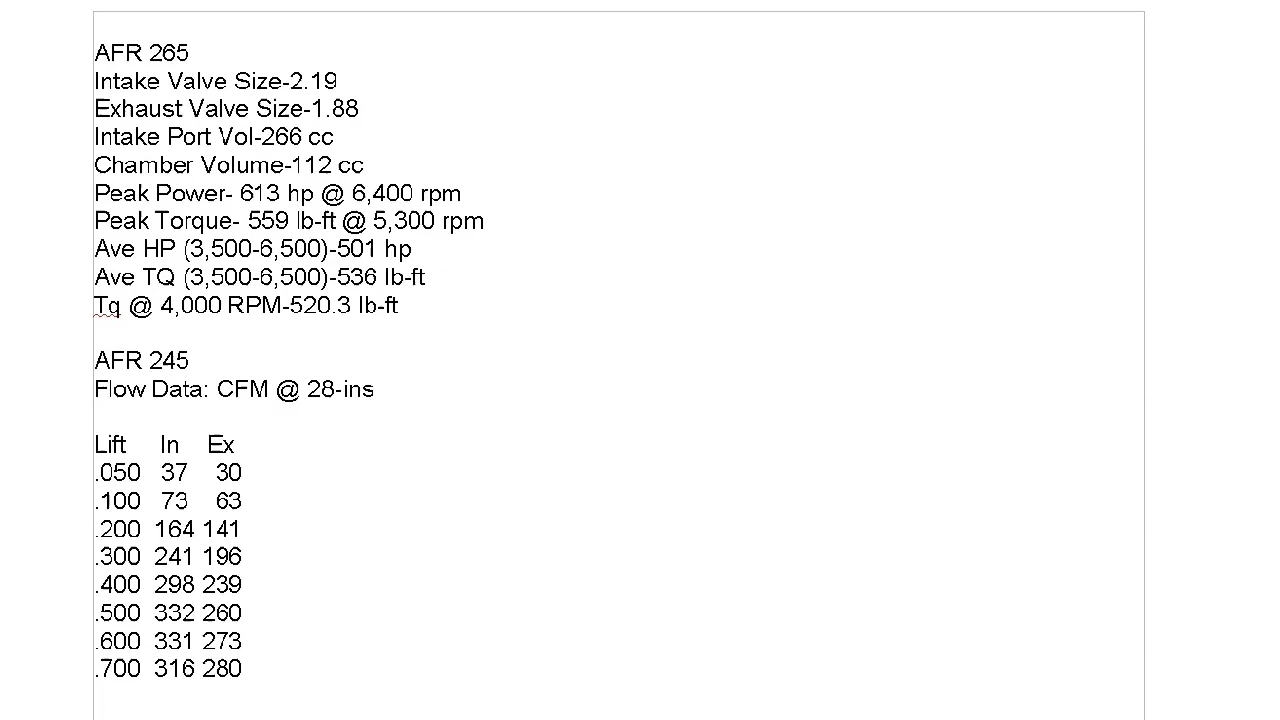 AFR 265
Intake Valve Size-2.19
Exhaust Valve Size-1.88
Intake Port Vol-266 cc
Chamber Volume-112 cc
Peak Power- 613 hp @ 6,400 rpm
Peak Torque- 559 lb-ft @ 5,300 rpm
Ave HP (3,500-6,500)-501 hp
Ave TQ (3,500-6,500)-536 lb-ft
Tq @ 4,000 RPM-520.3 lb-ft
AFR 245
Flow Data: CFM @ 28-ins
Lift In Ex
.050 37 30
.100 73 63
.200 164 141
.300 241 196
.400 298 239
.500 332 260
.600 331 273
.700 316 280